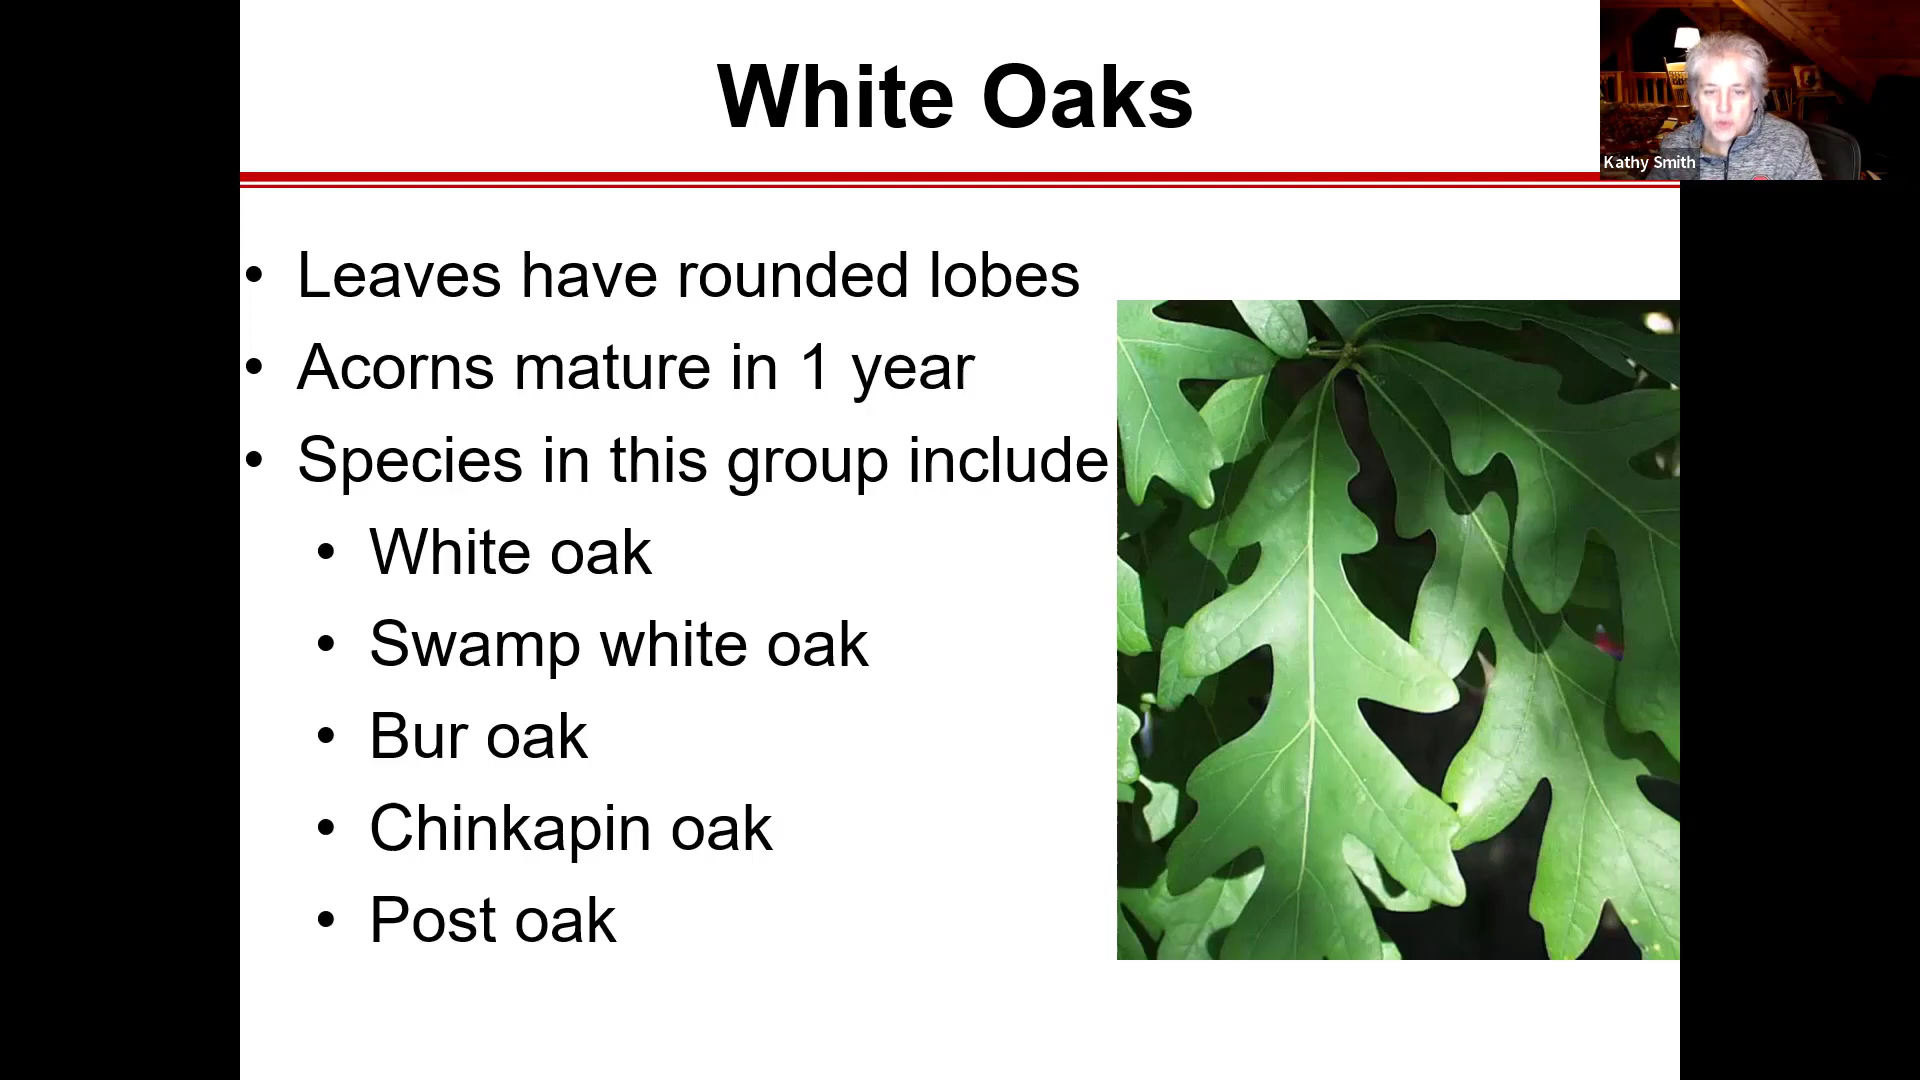 White Oaks
Kathy Smith
• Leaves have rounded lobes
• Acorns mature in 1 year
• Species in this group include
• White oak
• Swamp white oak
• Bur oak
• Chinkapin oak
• Post oak